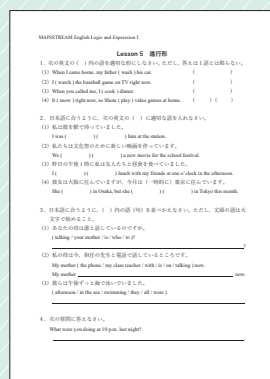 MAINSTREAM English Logic and Expression I
Lesson 5 進行形
1．次の英文の（ ）内の語を適切な形にしなさい。ただし，答えは1語とは限らない。
(1) When I came home, my father ( wash ) his car. ( )
(2) I ( watch ) the baseball game on TV right now. ( )
(3) When you called me, I ( cook ) dinner. ( )
(4) It ( snow ) right now, so Shota ( play ) video games at home. ( ) ( )
2．日本語に合うように，次の英文の（ ）に適切な語を入れなさい。
(1) 私は彼を駅で待っていました。
I was ( ) ( ) him at the station.
(2) 私たちは文化祭のために新しい映画を作っています。
We ( ) ( ) a new movie for the school festival.
(3) 昨日の午後1時に私は友人たちと昼食を食べていました。
I ( ) ( ) lunch with my friends at one o'clock in the afternoon.
(4) 彼女は大阪に住んでいますが，今月は（一時的に）東京に住んでいます。
She ( ) in Osaka, but she ( ) ( ) in Tokyo this month.
3．日本語に合うように，（ ）内の語（句）を並べかえなさい。ただし，文頭の語は大
文字で始めること。
(1) あなたの母は誰と話しているのですか。
( talking / your mother / is / who / to )?
?
(2) 私の母は今，担任の先生と電話で話しているところです。
My mother ( the phone / my class teacher / with / is / on / talking ) now.
My mother now.
(3) 彼らは午後ずっと海で泳いでいました。
( afternoon / in the sea / swimming / they / all / were ).
4．次の質問に答えなさい。
What were you doing at 10 p.m. last night?